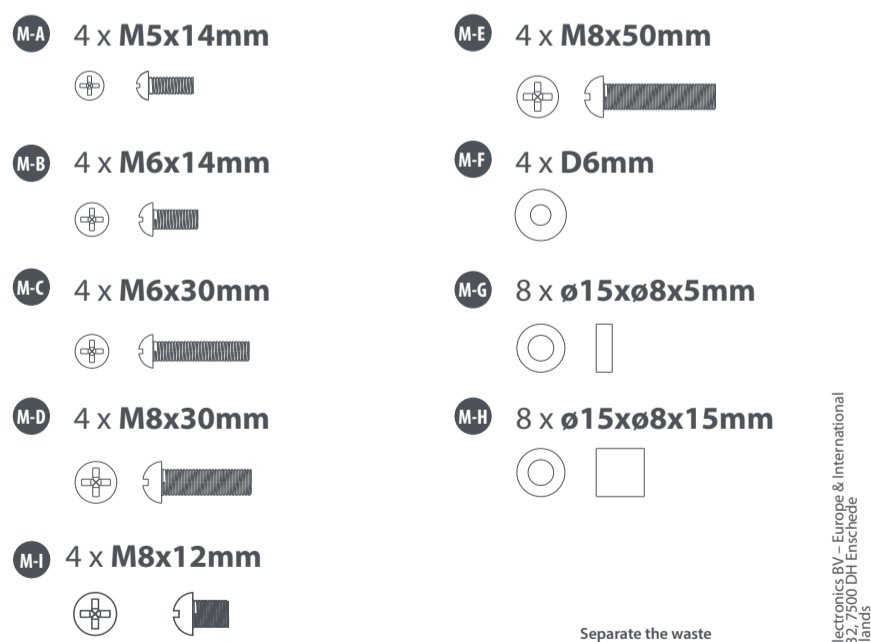 M-A 4 x M5x14mm
M-B 4 x M6x14mm
M-C 4 x M6x30mm
M-D 4 x M8x30mm
M-I 4 x M8x12mm
M-E 4 x M8x50mm
M-F 4 x D6mm
M-G 8 x ø15xø8x5mm
M-H 8 x ø15xø8x15mm
Separate the waste
lectronics BV – Europe & International
32, 7500 DH Enschede
lands